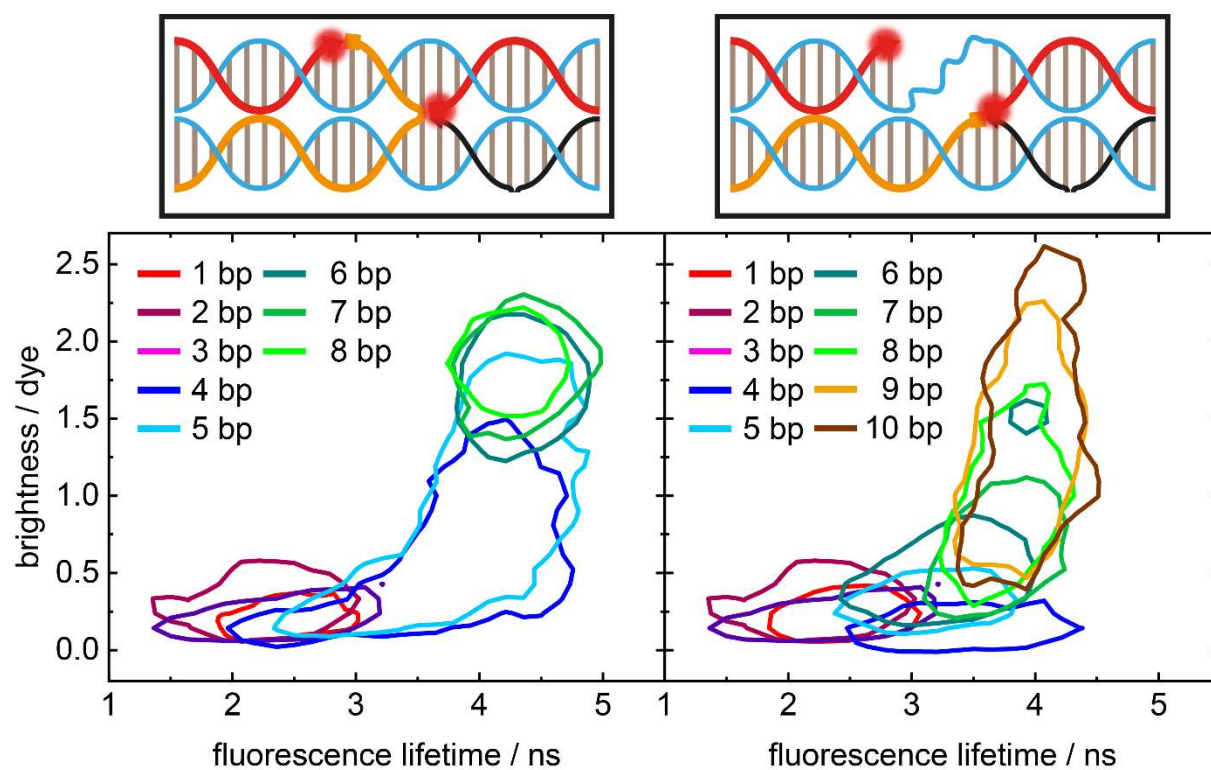 1 bp 6 bp
2 bp 7 bp
3 bp 8 bp
4 bp
5 bp
1 bp 6 bp
2 bp 7 bp
3 bp 8 bp
4 bp 9 bp
5 bp 10 bp
2.5
2.0
1.5
1.0
0.5
0.0
brightness / dye
1 2 3 4 5 1 2 3 4 5
fluorescence lifetime / ns fluorescence lifetime / ns